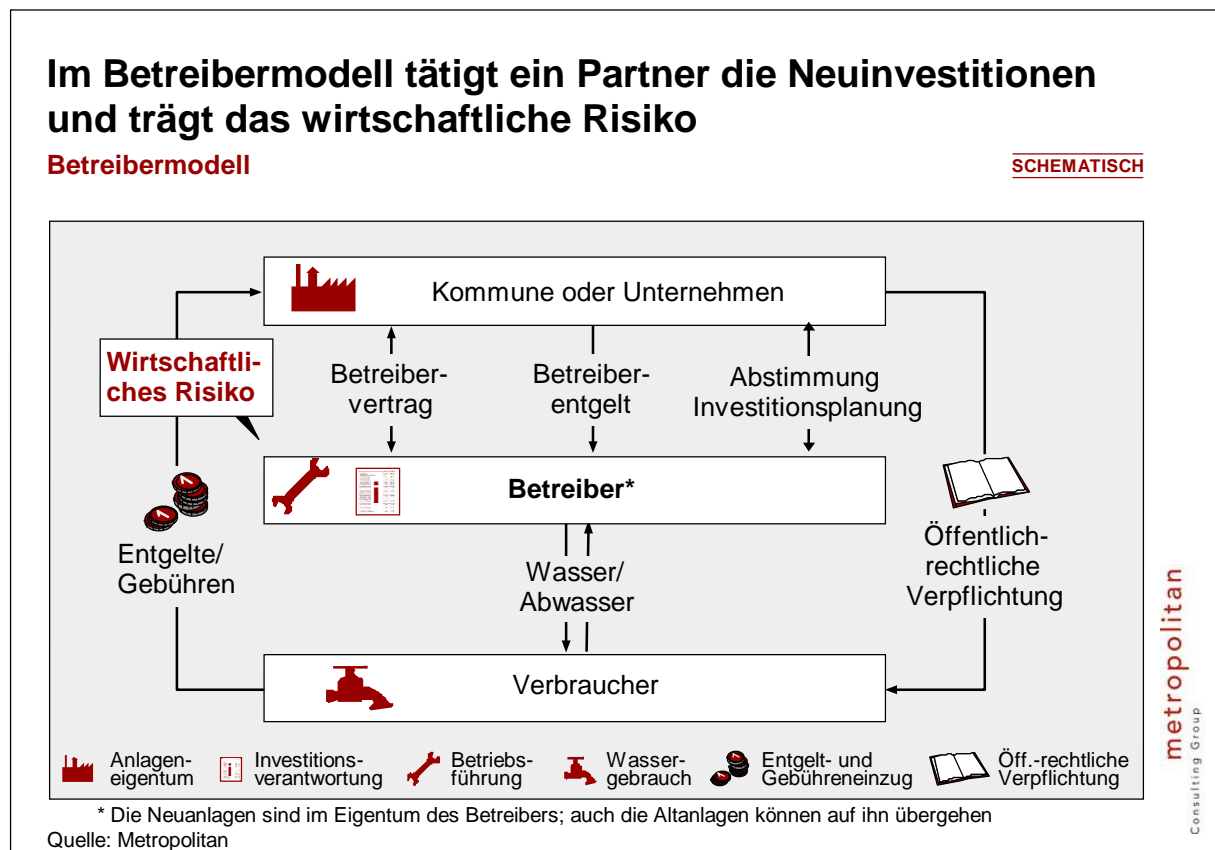 Im Betreibermodell tätigt ein Partner die Neuinvestitionen
und trägt das wirtschaftliche Risiko
Betreibermodell
SCHEMATISCH
Kommune oder Unternehmen
Wirtschaftli-
ches Risiko
Betreiber-
vertrag
Betreiber-
entgelt
Abstimmung
Investitionsplanung
Betreiber*
Entgelte/
Gebühren
Wasser/
Abwasser
Öffentlich-
rechtliche
Verpflichtung
Verbraucher
Anlagen-
eigentum
Investitions-
verantwortung
Betriebs-
führung
Wasser-
gebrauch
Entgelt- und
Gebühreneinzug
Öff.-rechtliche
Verpflichtung
* Die Neuanlagen sind im Eigentum des Betreibers; auch die Altanlagen können auf ihn übergehen
Quelle: Metropolitan
metropolitan
Consulting Group